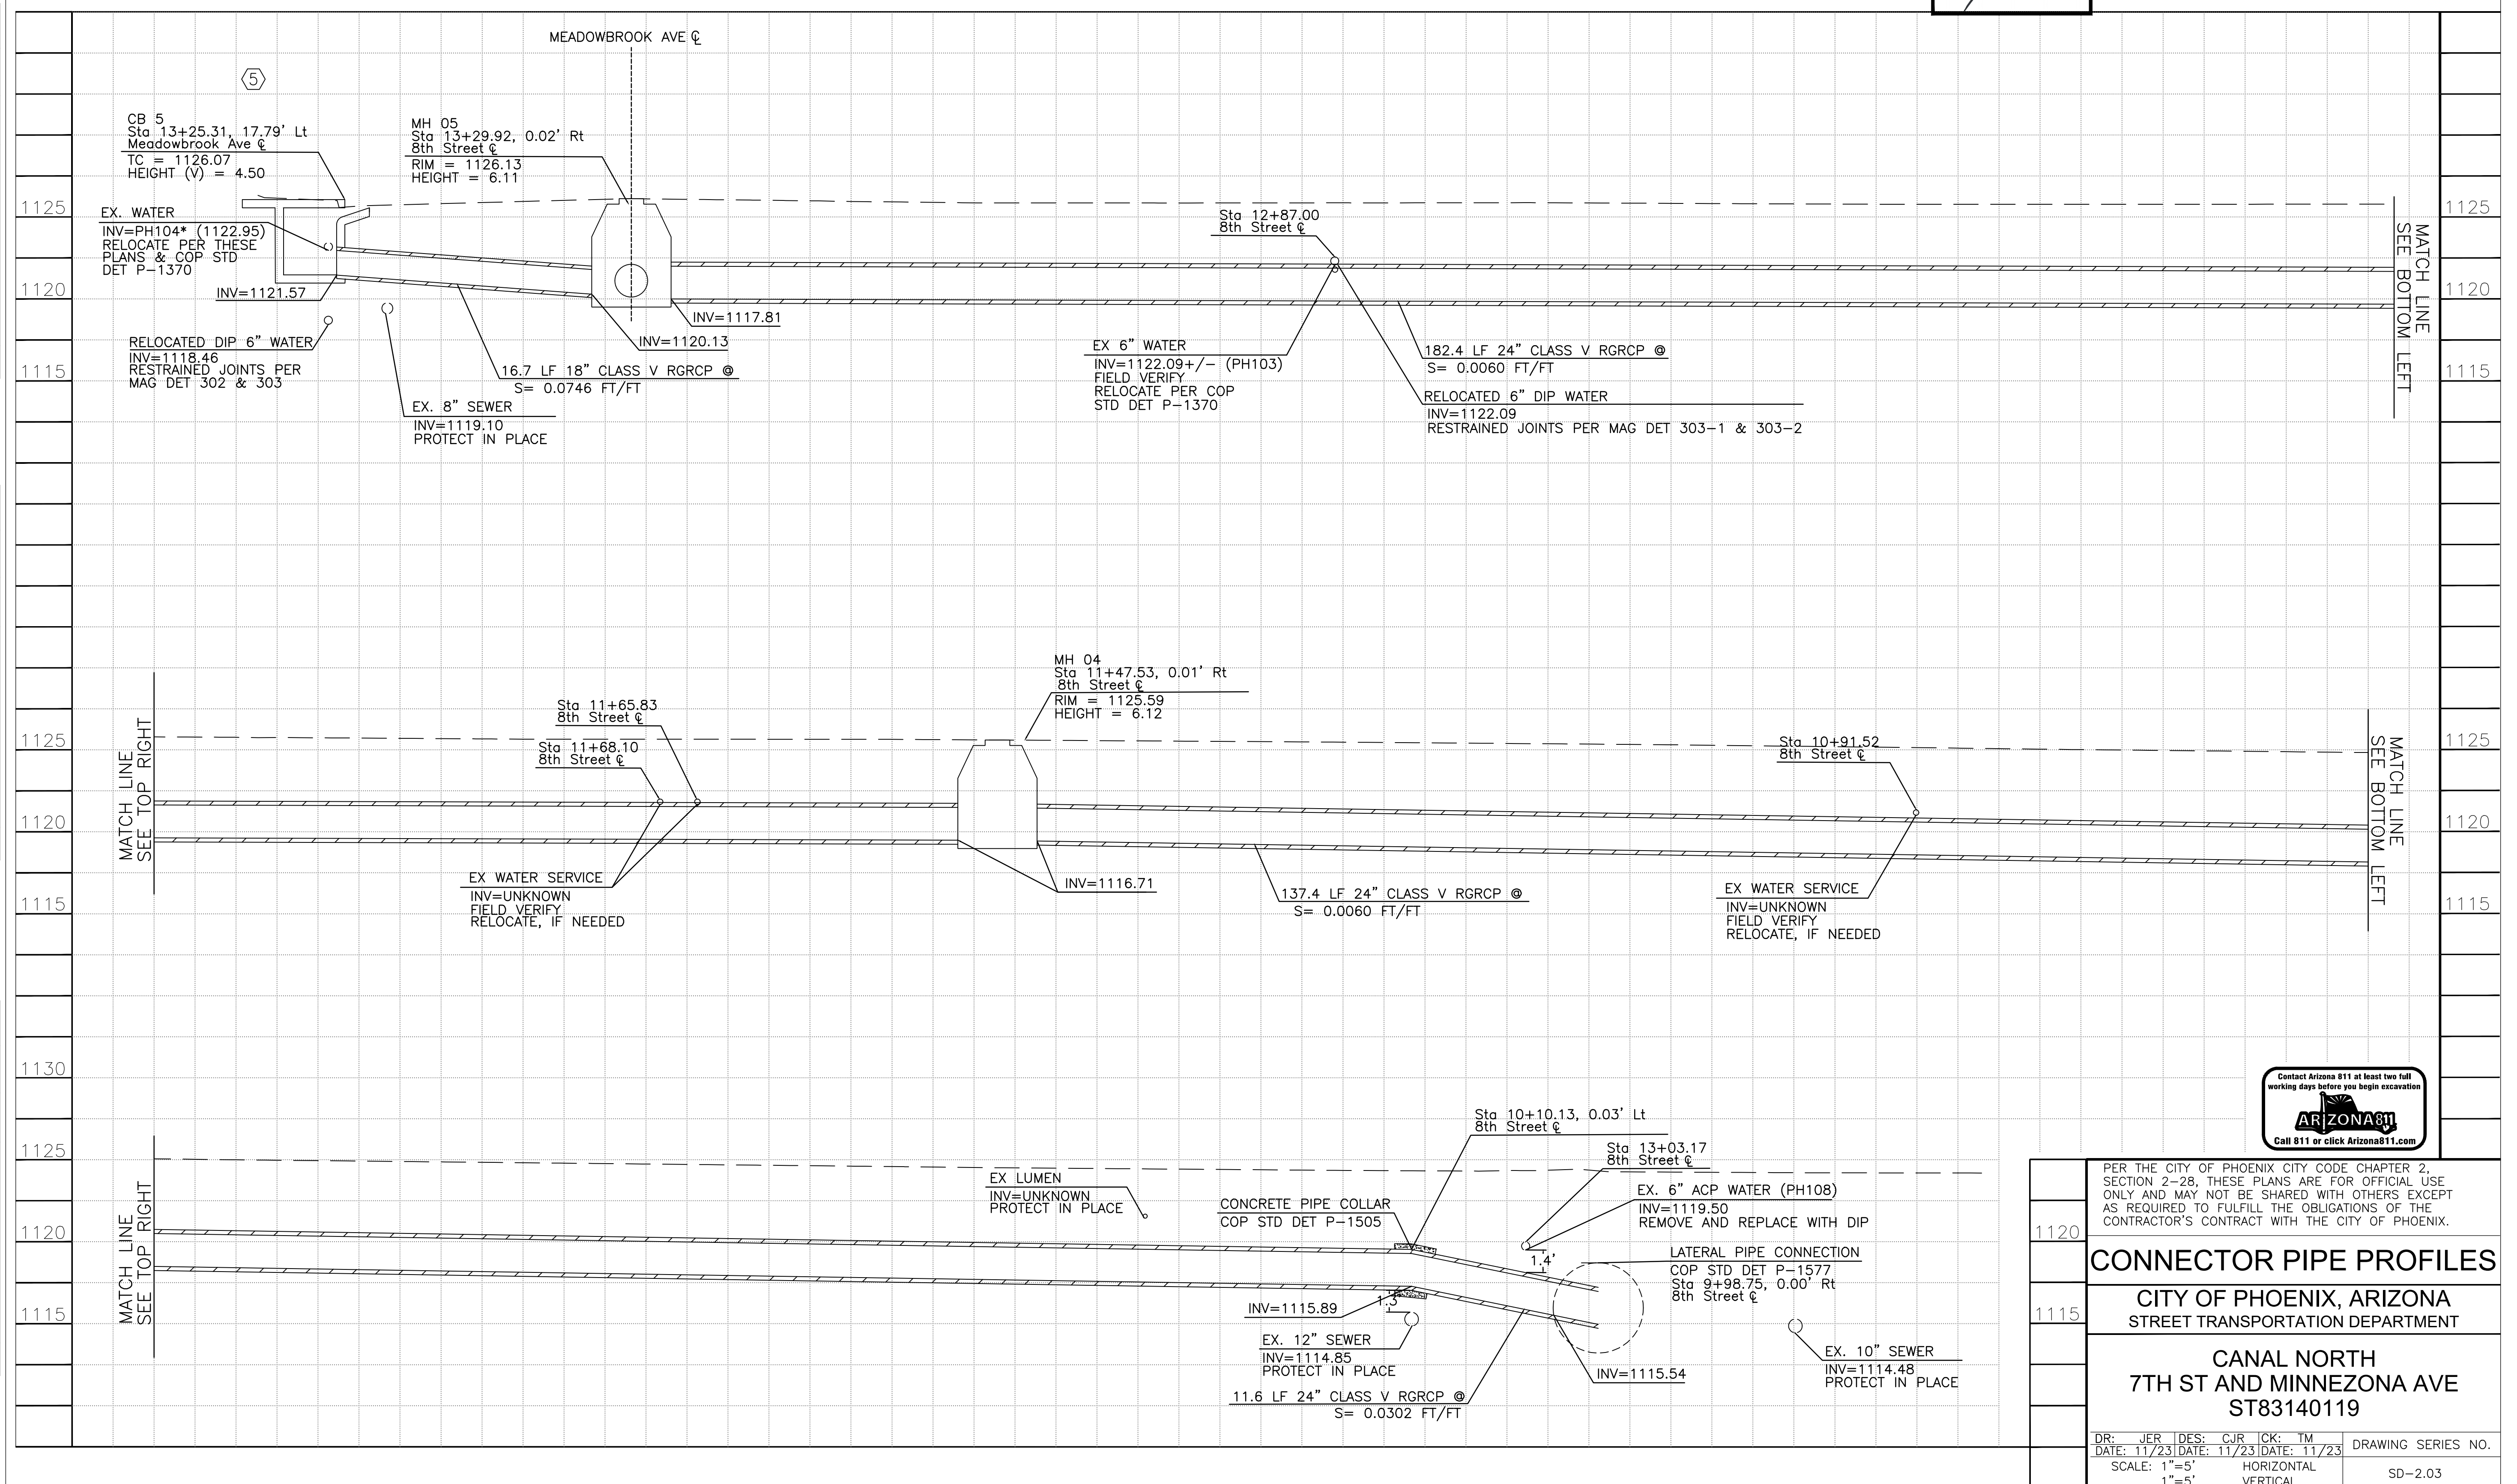 MEADOWBROOK AVE ℄
5
CB 5
Sta 13+25.31, 17.79' Lt
Meadowbrook Ave ℄
TC = 1126.07
HEIGHT (V) = 4.50
MH 05
Sta 13+29.92, 0.02' Rt
8th Street ℄
RIM = 1126.13
HEIGHT = 6.11
1125
EX. WATER
INV=PH104* (1122.95)
RELOCATE PER THESE
PLANS & COP STD
DET P-1370
INV=1121.57
1120
RELOCATED DIP 6" WATER
INV=1118.46
RESTRAINED JOINTS PER
MAG DET 302 & 303
1115
EX. 8" SEWER
INV=1119.10
PROTECT IN PLACE
16.7 LF 18" CLASS V RGRCP @
S= 0.0746 FT/FT
INV=1120.13
INV=1117.81
Sta 12+87.00
8th Street ℄
EX 6" WATER
INV=1122.09+/- (PH103)
FIELD VERIFY
RELOCATE PER COP
STD DET P-1370
182.4 LF 24" CLASS V RGRCP @
S= 0.0060 FT/FT
RELOCATED 6" DIP WATER
INV=1122.09
RESTRAINED JOINTS PER MAG DET 303-1 & 303-2
MATCH LINE
SEE BOTTOM LEFT
1125
1120
1115
1125
1120
1115
MATCH LINE
SEE TOP RIGHT
Sta 11+65.83
8th Street ℄
Sta 11+68.10
8th Street ℄
EX WATER SERVICE
INV=UNKNOWN
FIELD VERIFY
RELOCATE, IF NEEDED
MH 04
Sta 11+47.53, 0.01' Rt
8th Street ℄
RIM = 1125.59
HEIGHT = 6.12
INV=1116.71
137.4 LF 24" CLASS V RGRCP @
S= 0.0060 FT/FT
Sta 10+91.52
8th Street ℄
EX WATER SERVICE
INV=UNKNOWN
FIELD VERIFY
RELOCATE, IF NEEDED
MATCH LINE
SEE BOTTOM LEFT
1125
1120
1115
1130
1125
1120
1115
MATCH LINE
SEE TOP RIGHT
EX LUMEN
INV=UNKNOWN
PROTECT IN PLACE
CONCRETE PIPE COLLAR
COP STD DET P-1505
Sta 10+10.13, 0.03' Lt
8th Street ℄
Sta 13+03.17
8th Street ℄
EX. 6" ACP WATER (PH108)
INV=1119.50
REMOVE AND REPLACE WITH DIP
1.4'
LATERAL PIPE CONNECTION
COP STD DET P-1577
Sta 9+98.75, 0.00' Rt
8th Street ℄
INV=1115.89
1.3'
EX. 12" SEWER
INV=1114.85
PROTECT IN PLACE
11.6 LF 24" CLASS V RGRCP @
S= 0.0302 FT/FT
INV=1115.54
EX. 10" SEWER
INV=1114.48
PROTECT IN PLACE
1120
1115
Contact Arizona 811 at least two full
working days before you begin excavation
ARIZONA811
Call 811 or click Arizona811.com
PER THE CITY OF PHOENIX CITY CODE CHAPTER 2,
SECTION 2-28, THESE PLANS ARE FOR OFFICIAL USE
ONLY AND MAY NOT BE SHARED WITH OTHERS EXCEPT
AS REQUIRED TO FULFILL THE OBLIGATIONS OF THE
CONTRACTOR'S CONTRACT WITH THE CITY OF PHOENIX.
CONNECTOR PIPE PROFILES
CITY OF PHOENIX, ARIZONA
STREET TRANSPORTATION DEPARTMENT
CANAL NORTH
7TH ST AND MINNEZONA AVE
ST83140119
DR: JER DES: CJR CK: TM
DATE: 11/23 DATE: 11/23 DATE: 11/23
DRAWING SERIES NO.
SCALE: 1"=5' HORIZONTAL
1"=5' VERTICAL
SD-2.03